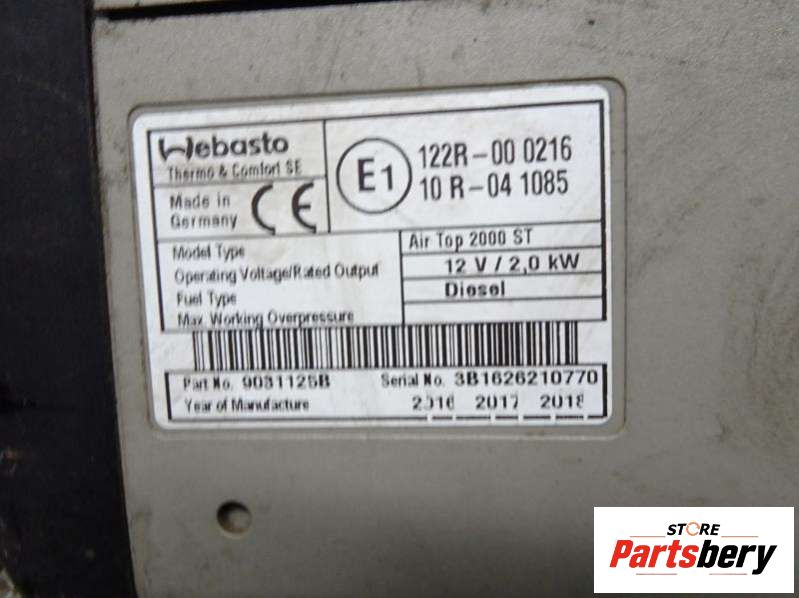 Webasto
Thermo & Comfort SE
Made in
Germany
CE
E1
122R-00 0216
10 R-04 1085
Model Type
Air Top 2000 ST
Operating Voltage/Rated Output
12 V / 2,0 kW
Fuel Type
Diesel
Max. Working Overpressure
Part No. 9031125B
Serial No. 3B1626210770
Year of Manufacture
2016 2017 2018
STORE
Partsbery